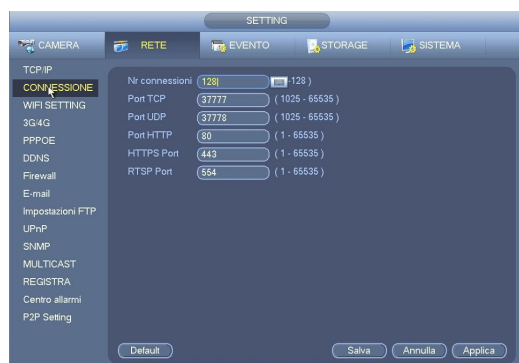 SETTING
CAMERA RETE EVENTO STORAGE SISTEMA
TCP/IP
CONNESSIONE
WIFI SETTING
3G/4G
PPPOE
DDNS
Firewall
E-mail
Impostazioni FTP
UPnP
SNMP
MULTICAST
REGISTRA
Centro allarmi
P2P Setting
Nr connessioni 128 -128 )
Port TCP 37777 ( 1025 - 65535 )
Port UDP 37778 ( 1025 - 65535 )
Port HTTP 80 ( 1 - 65535 )
HTTPS Port 443 ( 1 - 65535 )
RTSP Port 554 ( 1 - 65535 )
Default Salva Annulla Applica